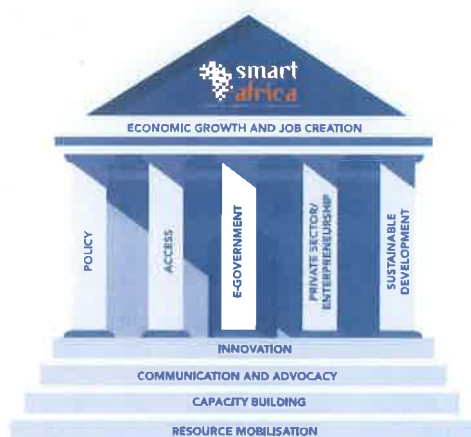 smart
africa
ECONOMIC GROWTH AND JOB CREATION
POLICY
ACCESS
E-GOVERNMENT
PRIVATE SECTOR/
ENTERPRENEURSHIP
SUSTAINABLE
DEVELOPMENT
INNOVATION
COMMUNICATION AND ADVOCACY
CAPACITY BUILDING
RESOURCE MOBILISATION